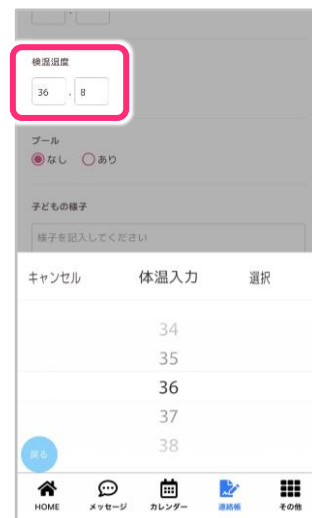 検温温度
36 . 8
プール
なし あり
子どもの様子
様子を記入してください
キャンセル 体温入力 選択
34
35
36
37
38
戻る
HOME メッセージ カレンダー 連絡帳 その他